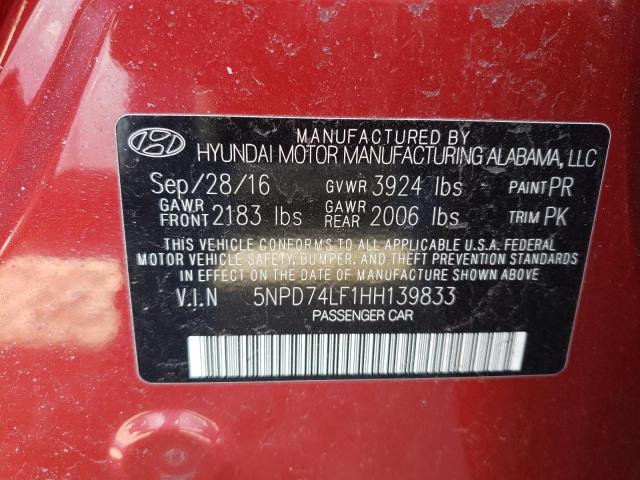 MANUFACTURED BY
HYUNDAI MOTOR MANUFACTURING ALABAMA, LLC
Sep/28/16 GVWR 3924 lbs PAINT PR
GAWR FRONT 2183 lbs GAWR REAR 2006 lbs TRIM PK
THIS VEHICLE CONFORMS TO ALL APPLICABLE U.S.A. FEDERAL
MOTOR VEHICLE SAFETY, BUMPER, AND THEFT PREVENTION STANDARDS
IN EFFECT ON THE DATE OF MANUFACTURE SHOWN ABOVE.
V.I.N 5NPD74LF1HH139833
PASSENGER CAR